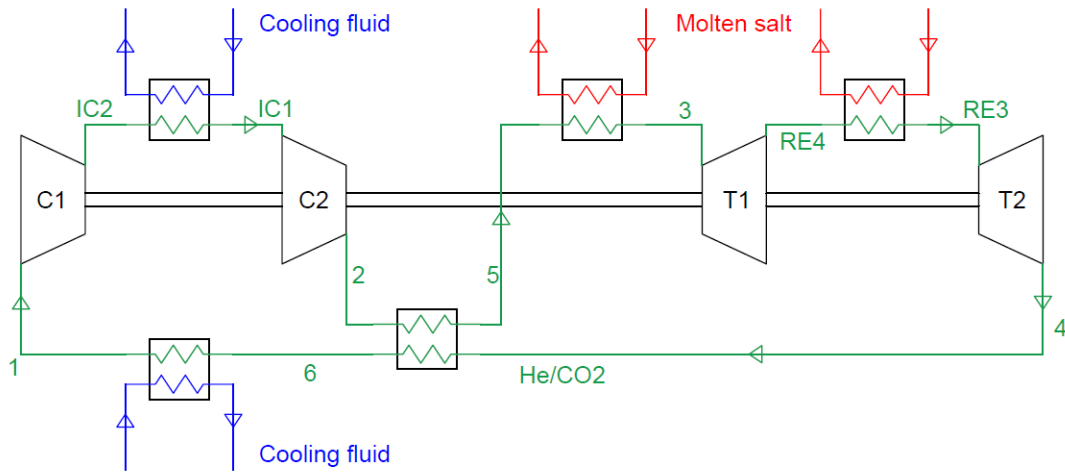 Cooling fluid
Molten salt
IC2
IC1
3
RE4
RE3
C1
C2
T1
T2
2
5
4
1
6
He/CO2
Cooling fluid